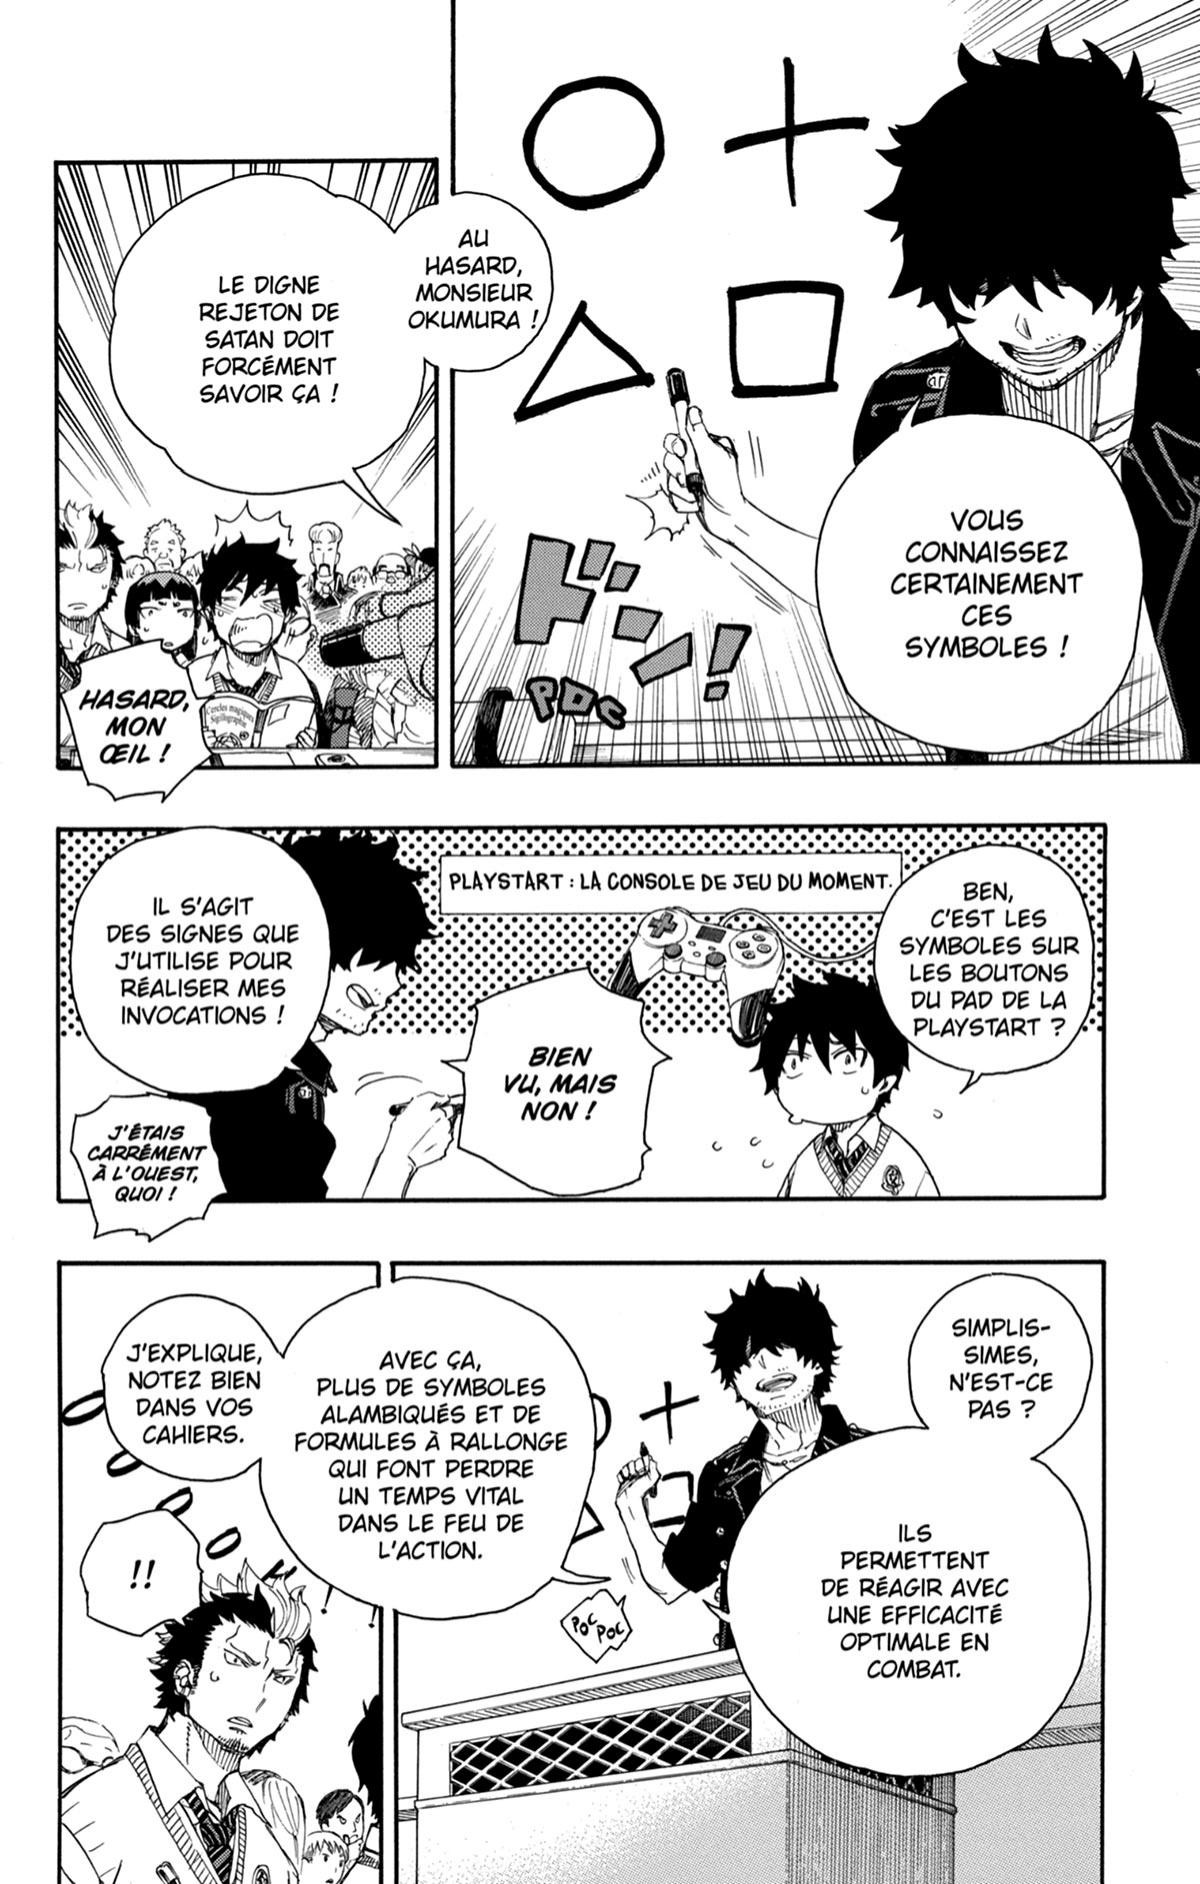 VOUS
CONNAISSEZ
CERTAINEMENT
CES
SYMBOLES !
ドン!
POC
AU
HASARD,
MONSIEUR
OKUMURA !
LE DIGNE
REJETON DE
SATAN DOIT
FORCÉMENT
SAVOIR ÇA !
Cercles magiques
Sigillographie
HASARD,
MON
ŒIL !
BEN,
C'EST LES
SYMBOLES SUR
LES BOUTONS
DU PAD DE LA
PLAYSTART ?
PLAYSTART : LA CONSOLE DE JEU DU MOMENT.
BIEN
VU, MAIS
NON !
IL S'AGIT
DES SIGNES QUE
J'UTILISE POUR
RÉALISER MES
INVOCATIONS !
J'ÉTAIS
CARRÉMENT
À L'OUEST,
QUOI !
SIMPLIS-
SIMES,
N'EST-CE
PAS ?
ILS
PERMETTENT
DE RÉAGIR AVEC
UNE EFFICACITÉ
OPTIMALE EN
COMBAT.
POC
POC
AVEC ÇA,
PLUS DE SYMBOLES
ALAMBIQUÉS ET DE
FORMULES À RALLONGE
QUI FONT PERDRE
UN TEMPS VITAL
DANS LE FEU DE
L'ACTION.
J'EXPLIQUE,
NOTEZ BIEN
DANS VOS
CAHIERS.
!!